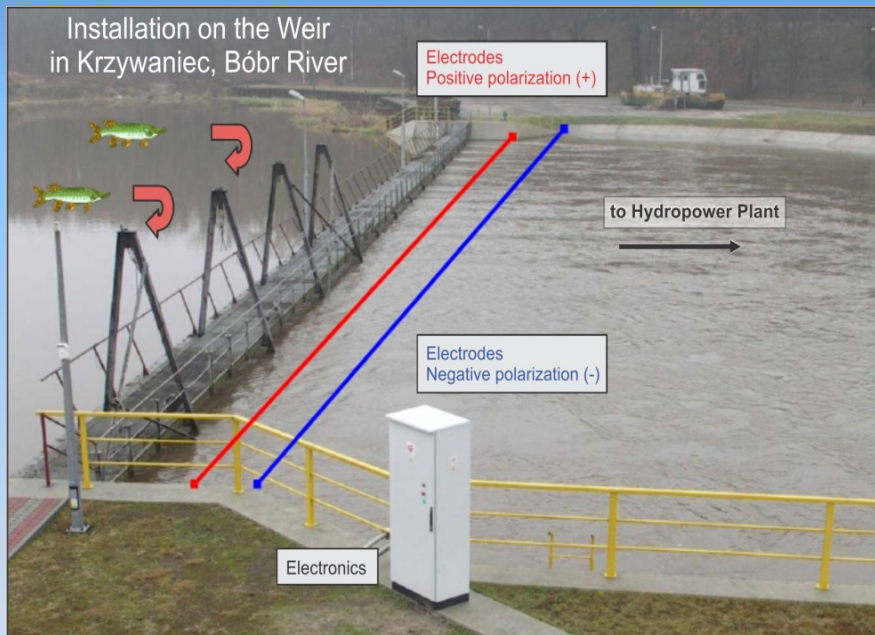 Installation on the Weir
in Krzywaniec, Bóbr River
Electrodes
Positive polarization (+)
to Hydropower Plant
Electrodes
Negative polarization (-)
Electronics